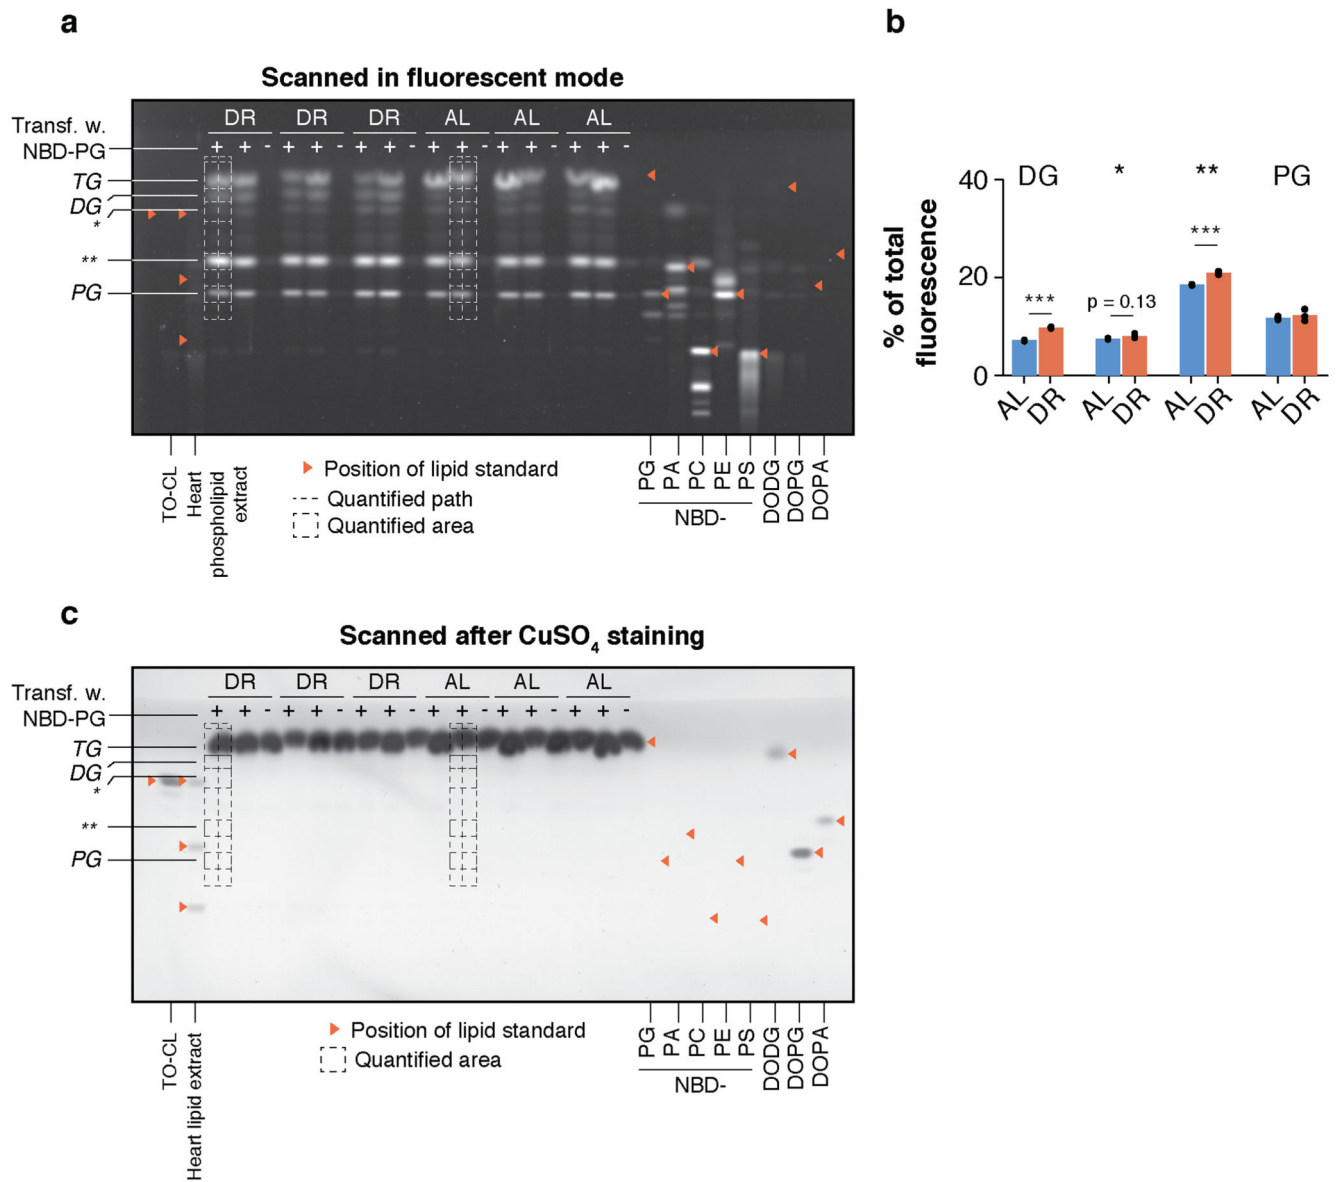 a
Scanned in fluorescent mode
DR DR DR AL AL AL
Transf. w.
NBD-PG
+ + - + + - + + - + + - + + - + + -
TG
DG
*
**
PG
TO-CL
Heart
phospholipid
extract
Position of lipid standard
Quantified path
Quantified area
PG
PA
PC
PE
PS
NBD-
DODG
DOPG
DOPA
b
% of total
fluorescence
40
20
0
DG * ** PG
***
p = 0.13
***
AL DR AL DR AL DR AL DR
c
Scanned after CuSO₄ staining
DR DR DR AL AL AL
Transf. w.
NBD-PG
+ + - + + - + + - + + - + + - + + -
TG
DG
*
**
PG
TO-CL
Heart lipid extract
Position of lipid standard
Quantified area
PG
PA
PC
PE
PS
NBD-
DODG
DOPG
DOPA